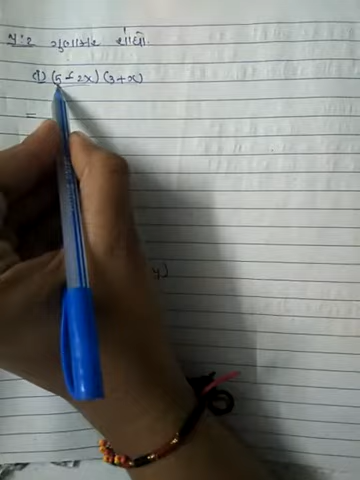 પ્ર:૨ ગુણાકાર શોધો.
(1) (5 - 2x) (3 + x)
=